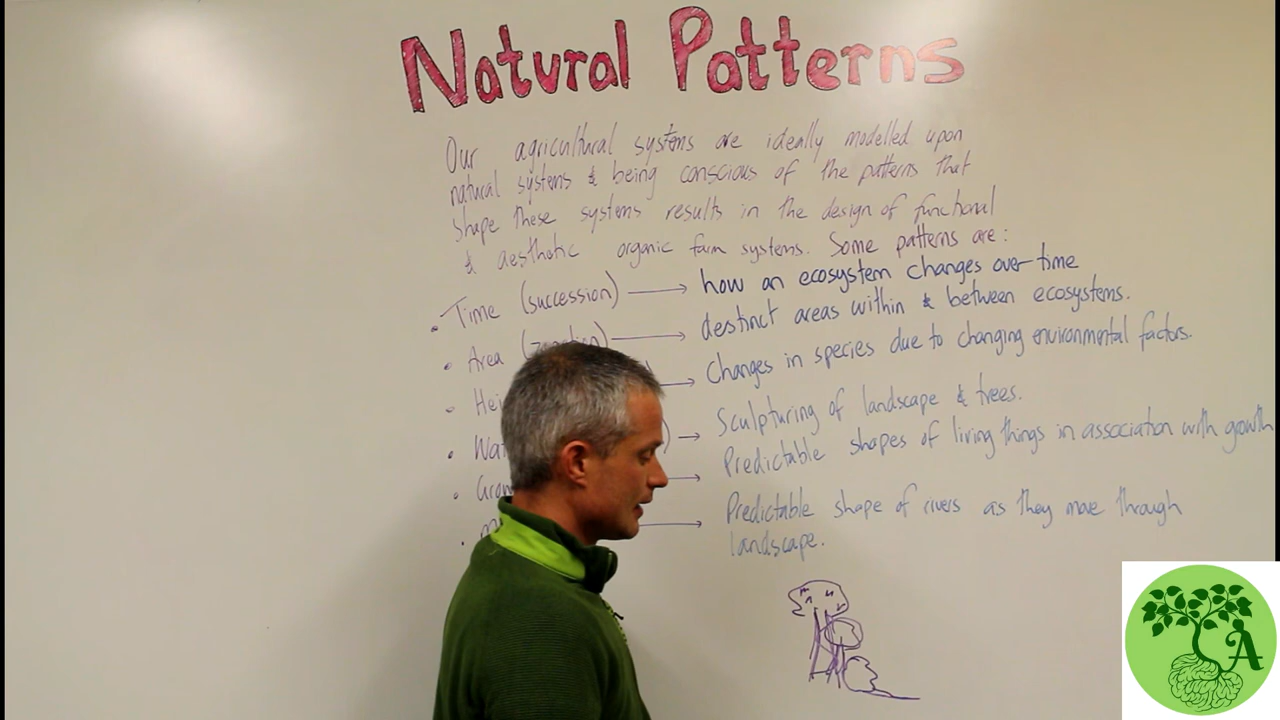 Natural Patterns
Our agricultural systems are ideally modelled upon
natural systems & being conscious of the patterns that
shape these systems results in the design of functional
& aesthetic organic farm systems. Some patterns are:
• Time (succession) → how an ecosystem changes over time
• Area → destinct areas within & between ecosystems.
• Hei → Changes in species due to changing environmental factors.
• Wat → Sculpturing of landscape & trees.
• Grow → Predictable shapes of living things in association with growth
• → Predictable shape of rivers as they move through
landscape.
A